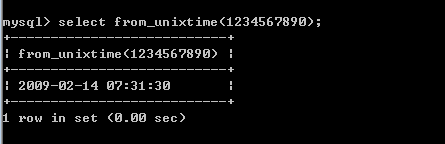 mysql> select from_unixtime(1234567890);
+---------------------------+
¦ from_unixtime(1234567890) ¦
+---------------------------+
¦ 2009-02-14 07:31:30       ¦
+---------------------------+
1 row in set (0.00 sec)